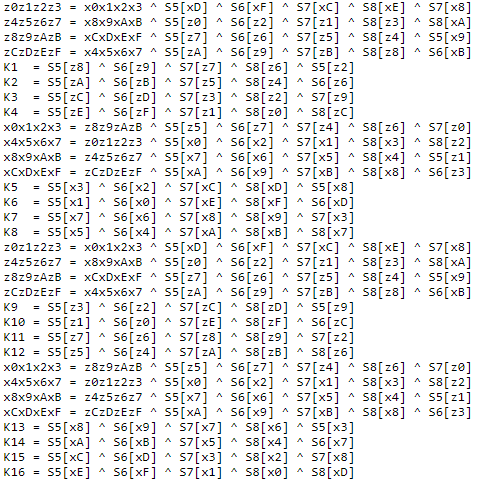 z0z1z2z3 = x0x1x2x3 ^ S5[xD] ^ S6[xF] ^ S7[xC] ^ S8[xE] ^ S7[x8]
z4z5z6z7 = x8x9xAxB ^ S5[z0] ^ S6[z2] ^ S7[z1] ^ S8[z3] ^ S8[xA]
z8z9zAzB = xCxDxExF ^ S5[z7] ^ S6[z6] ^ S7[z5] ^ S8[z4] ^ S5[x9]
zCzDzEzF = x4x5x6x7 ^ S5[zA] ^ S6[z9] ^ S7[zB] ^ S8[z8] ^ S6[xB]
K1  = S5[z8] ^ S6[z9] ^ S7[z7] ^ S8[z6] ^ S5[z2]
K2  = S5[zA] ^ S6[zB] ^ S7[z5] ^ S8[z4] ^ S6[z6]
K3  = S5[zC] ^ S6[zD] ^ S7[z3] ^ S8[z2] ^ S7[z9]
K4  = S5[zE] ^ S6[zF] ^ S7[z1] ^ S8[z0] ^ S8[zC]
x0x1x2x3 = z8z9zAzB ^ S5[z5] ^ S6[z7] ^ S7[z4] ^ S8[z6] ^ S7[z0]
x4x5x6x7 = z0z1z2z3 ^ S5[x0] ^ S6[x2] ^ S7[x1] ^ S8[x3] ^ S8[z2]
x8x9xAxB = z4z5z6z7 ^ S5[x7] ^ S6[x6] ^ S7[x5] ^ S8[x4] ^ S5[z1]
xCxDxExF = zCzDzEzF ^ S5[xA] ^ S6[x9] ^ S7[xB] ^ S8[x8] ^ S6[z3]
K5  = S5[x3] ^ S6[x2] ^ S7[xC] ^ S8[xD] ^ S5[x8]
K6  = S5[x1] ^ S6[x0] ^ S7[xE] ^ S8[xF] ^ S6[xD]
K7  = S5[x7] ^ S6[x6] ^ S7[x8] ^ S8[x9] ^ S7[x3]
K8  = S5[x5] ^ S6[x4] ^ S7[xA] ^ S8[xB] ^ S8[x7]
z0z1z2z3 = x0x1x2x3 ^ S5[xD] ^ S6[xF] ^ S7[xC] ^ S8[xE] ^ S7[x8]
z4z5z6z7 = x8x9xAxB ^ S5[z0] ^ S6[z2] ^ S7[z1] ^ S8[z3] ^ S8[xA]
z8z9zAzB = xCxDxExF ^ S5[z7] ^ S6[z6] ^ S7[z5] ^ S8[z4] ^ S5[x9]
zCzDzEzF = x4x5x6x7 ^ S5[zA] ^ S6[z9] ^ S7[zB] ^ S8[z8] ^ S6[xB]
K9  = S5[z3] ^ S6[z2] ^ S7[zC] ^ S8[zD] ^ S5[z9]
K10 = S5[z1] ^ S6[z0] ^ S7[zE] ^ S8[zF] ^ S6[zC]
K11 = S5[z7] ^ S6[z6] ^ S7[z8] ^ S8[z9] ^ S7[z2]
K12 = S5[z5] ^ S6[z4] ^ S7[zA] ^ S8[zB] ^ S8[z6]
x0x1x2x3 = z8z9zAzB ^ S5[z5] ^ S6[z7] ^ S7[z4] ^ S8[z6] ^ S7[z0]
x4x5x6x7 = z0z1z2z3 ^ S5[x0] ^ S6[x2] ^ S7[x1] ^ S8[x3] ^ S8[z2]
x8x9xAxB = z4z5z6z7 ^ S5[x7] ^ S6[x6] ^ S7[x5] ^ S8[x4] ^ S5[z1]
xCxDxExF = zCzDzEzF ^ S5[xA] ^ S6[x9] ^ S7[xB] ^ S8[x8] ^ S6[z3]
K13 = S5[x8] ^ S6[x9] ^ S7[x7] ^ S8[x6] ^ S5[x3]
K14 = S5[xA] ^ S6[xB] ^ S7[x5] ^ S8[x4] ^ S6[x7]
K15 = S5[xC] ^ S6[xD] ^ S7[x3] ^ S8[x2] ^ S7[x8]
K16 = S5[xE] ^ S6[xF] ^ S7[x1] ^ S8[x0] ^ S8[xD]